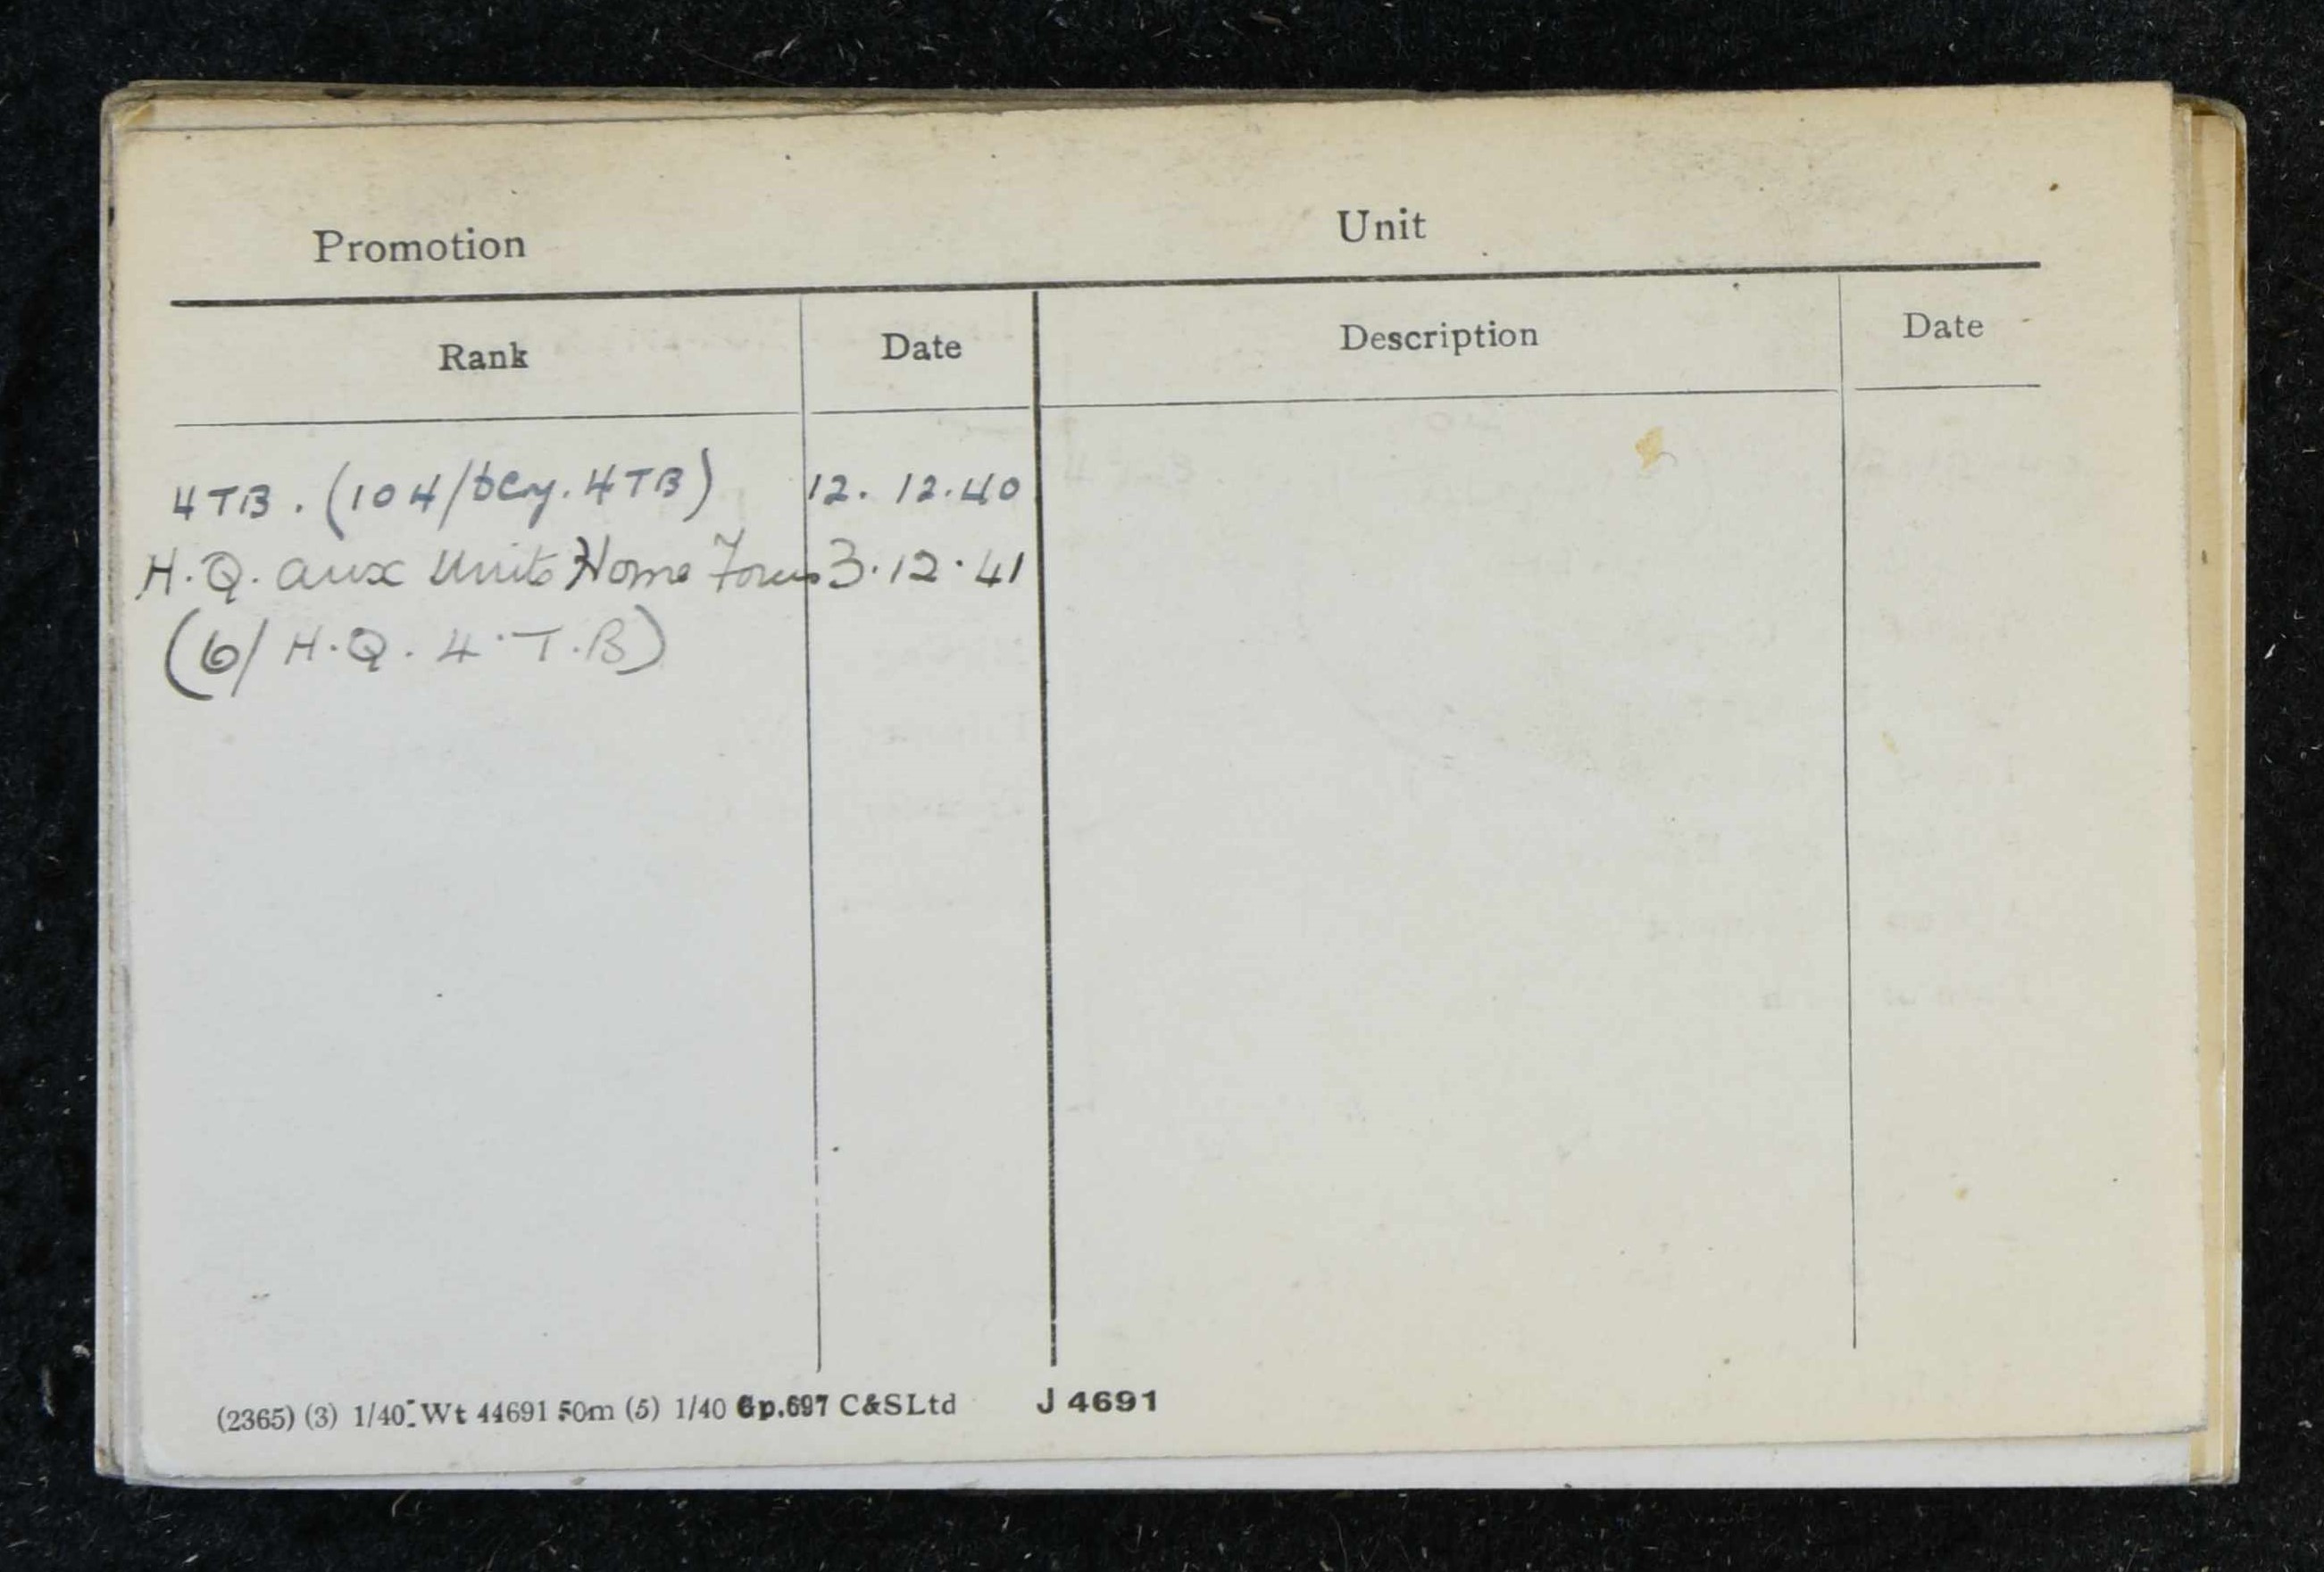 Promotion Unit
Rank Date Description Date
4TB. (104/bty. 4TB) 12. 12.40
H.Q. aux Units Home Forces 3.12.41
(6/ H.Q. 4.T.B)
(2365) (3) 1/40 Wt 44691 50m (5) 1/40 Gp.697 C&SLtd J 4691